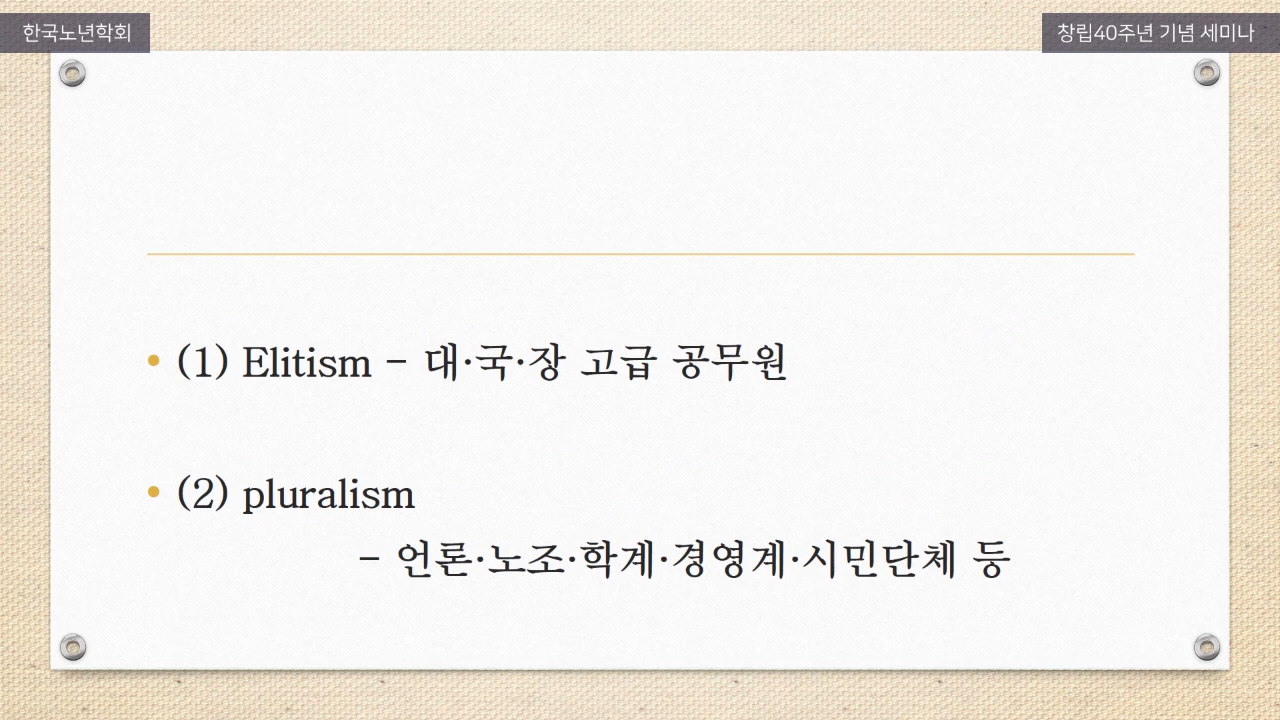 한국노년학회
창립40주년 기념 세미나
• (1) Elitism – 대·국·장 고급 공무원
• (2) pluralism
– 언론·노조·학계·경영계·시민단체 등